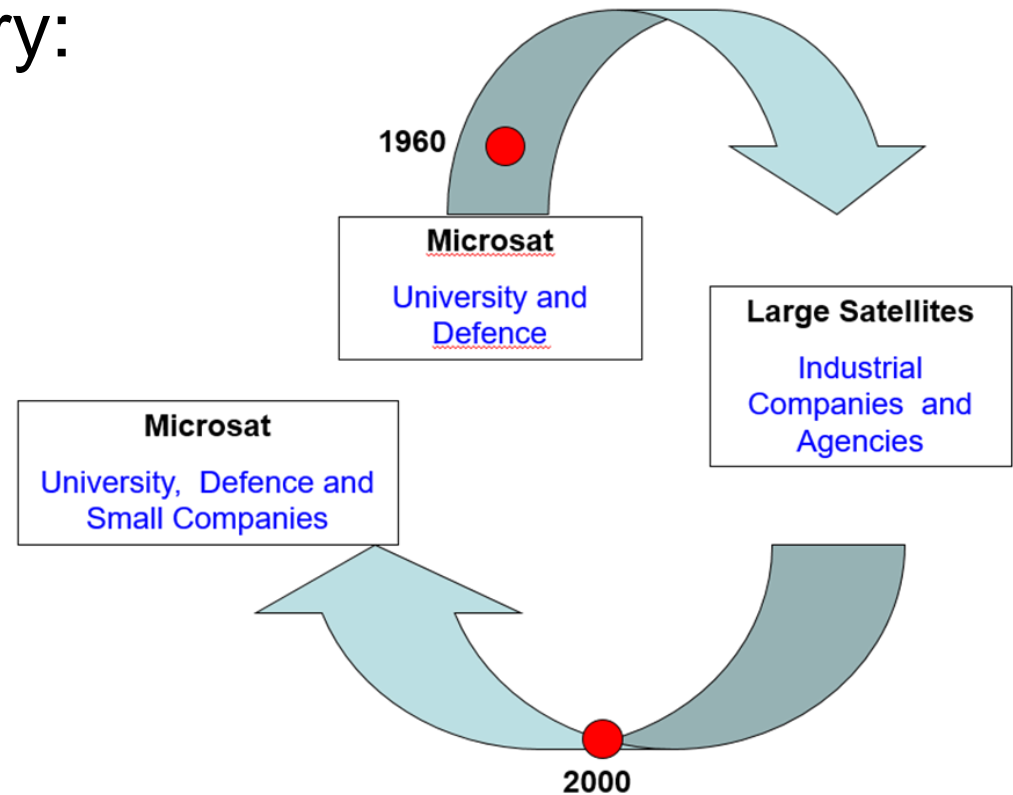 ry:
1960
Microsat
University and
Defence
Large Satellites
Industrial
Companies and
Agencies
Microsat
University, Defence and
Small Companies
2000